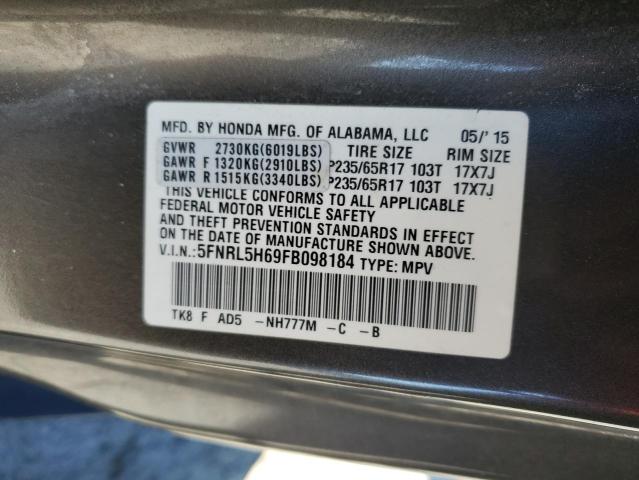 MFD. BY HONDA MFG. OF ALABAMA, LLC 05/'15
GVWR 2730KG(6019LBS) TIRE SIZE RIM SIZE
GAWR F 1320KG(2910LBS) P235/65R17 103T 17X7J
GAWR R 1515KG(3340LBS) P235/65R17 103T 17X7J
THIS VEHICLE CONFORMS TO ALL APPLICABLE
FEDERAL MOTOR VEHICLE SAFETY
AND THEFT PREVENTION STANDARDS IN EFFECT
ON THE DATE OF MANUFACTURE SHOWN ABOVE.
V.I.N.:5FNRL5H69FB098184 TYPE: MPV
TK8 F AD5 -NH777M -C -B